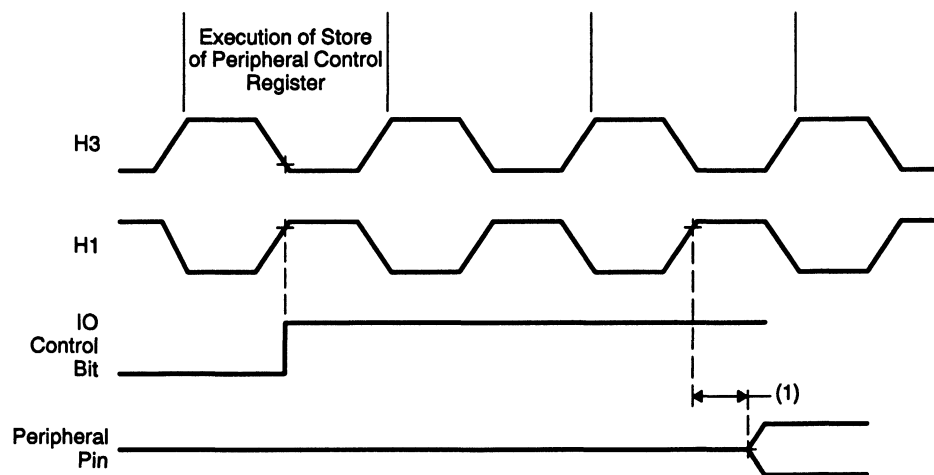 Execution of Store
of Peripheral Control
Register
H3
H1
IO
Control
Bit
(1)
Peripheral
Pin